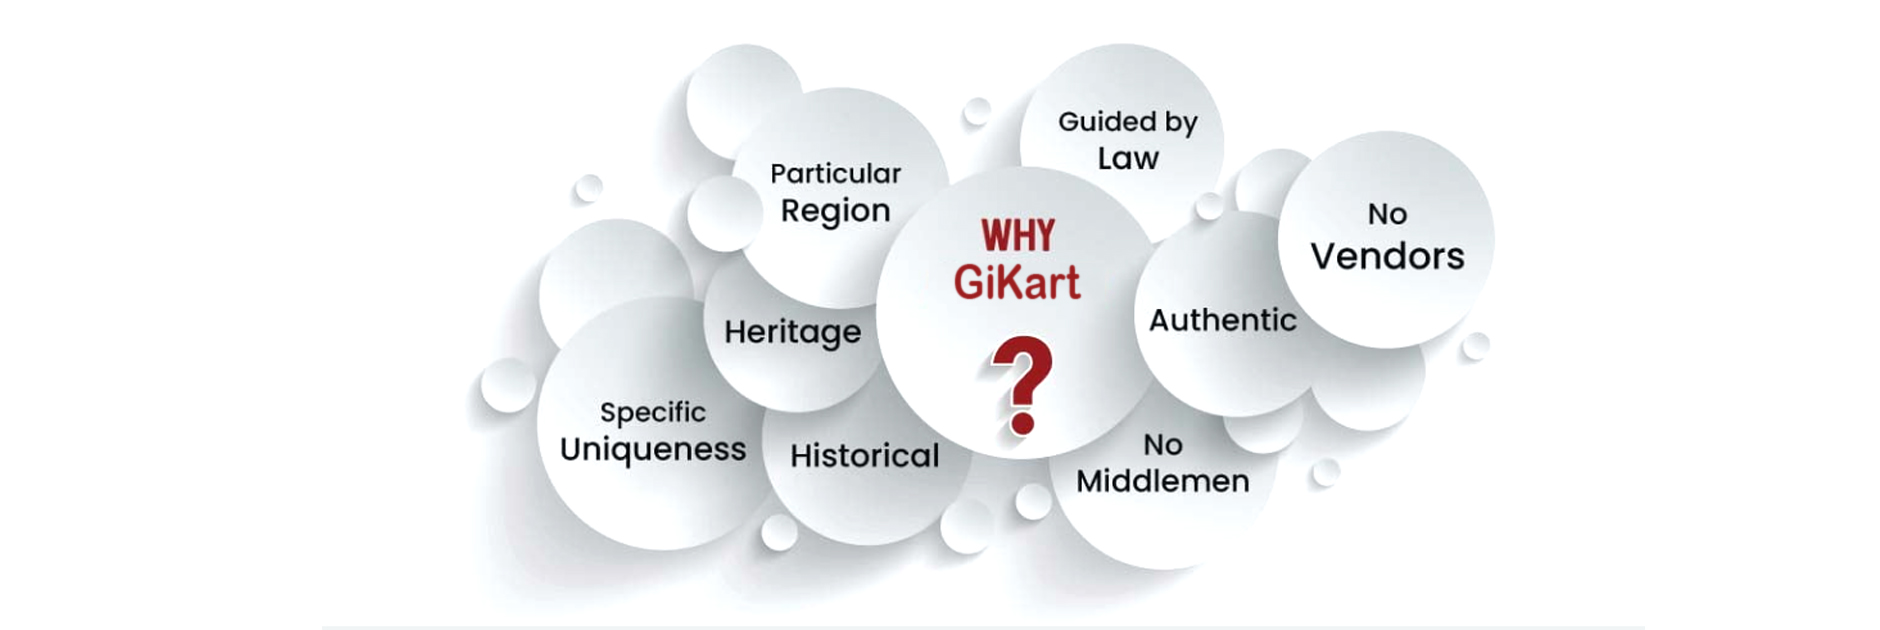 Guided by
Law
Particular
Region
No
Vendors
WHY
GiKart
?
Authentic
Heritage
Specific
Uniqueness
Historical
No
Middlemen